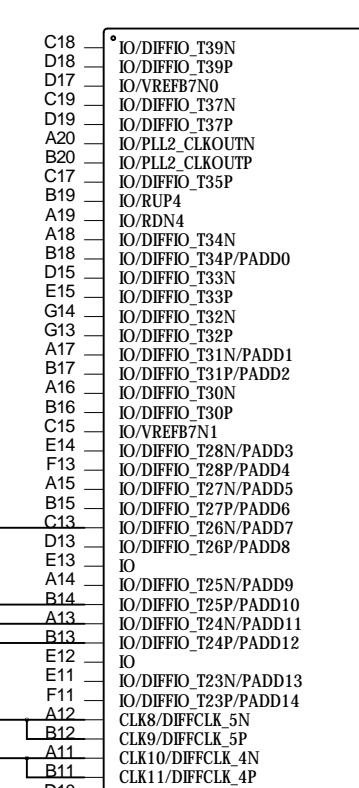 C18 IO/DIFFIO_T39N
D18 IO/DIFFIO_T39P
D17 IO/VREFB7N0
C19 IO/DIFFIO_T37N
D19 IO/DIFFIO_T37P
A20 IO/PLL2_CLKOUTN
B20 IO/PLL2_CLKOUTP
C17 IO/DIFFIO_T35P
B19 IO/RUP4
A19 IO/RDN4
A18 IO/DIFFIO_T34N
B18 IO/DIFFIO_T34P/PADD0
D15 IO/DIFFIO_T33N
E15 IO/DIFFIO_T33P
G14 IO/DIFFIO_T32N
G13 IO/DIFFIO_T32P
A17 IO/DIFFIO_T31N/PADD1
B17 IO/DIFFIO_T31P/PADD2
A16 IO/DIFFIO_T30N
B16 IO/DIFFIO_T30P
C15 IO/VREFB7N1
E14 IO/DIFFIO_T28N/PADD3
F13 IO/DIFFIO_T28P/PADD4
A15 IO/DIFFIO_T27N/PADD5
B15 IO/DIFFIO_T27P/PADD6
C13 IO/DIFFIO_T26N/PADD7
D13 IO/DIFFIO_T26P/PADD8
E13 IO
A14 IO/DIFFIO_T25N/PADD9
B14 IO/DIFFIO_T25P/PADD10
A13 IO/DIFFIO_T24N/PADD11
B13 IO/DIFFIO_T24P/PADD12
E12 IO
E11 IO/DIFFIO_T23N/PADD13
F11 IO/DIFFIO_T23P/PADD14
A12 CLK8/DIFFCLK_5N
B12 CLK9/DIFFCLK_5P
A11 CLK10/DIFFCLK_4N
B11 CLK11/DIFFCLK_4P